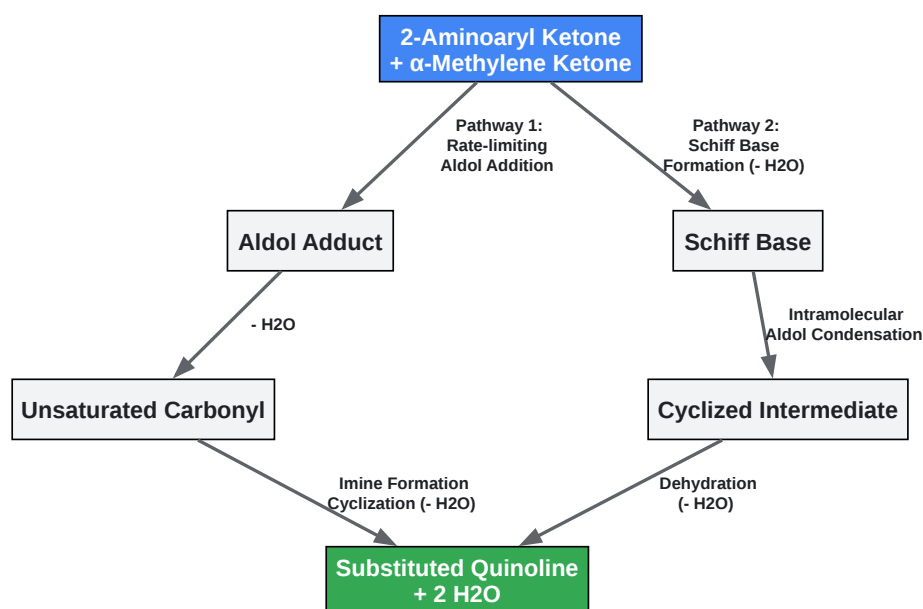 2-Aminoaryl Ketone
+ α-Methylene Ketone
Pathway 1:
Rate-limiting
Aldol Addition
Pathway 2:
Schiff Base
Formation (- H2O)
Aldol Adduct
Schiff Base
- H2O
Intramolecular
Aldol Condensation
Unsaturated Carbonyl
Cyclized Intermediate
Imine Formation
Cyclization (- H2O)
Dehydration
(- H2O)
Substituted Quinoline
+ 2 H2O